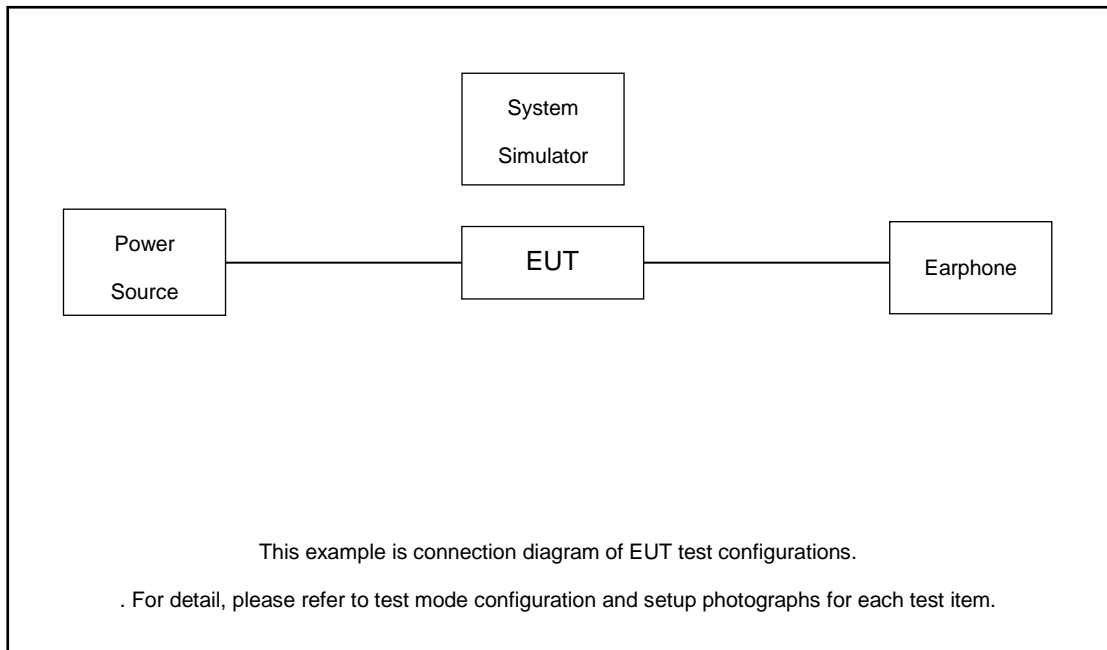 System
Simulator
Power
Source
EUT
Earphone
This example is connection diagram of EUT test configurations.
. For detail, please refer to test mode configuration and setup photographs for each test item.